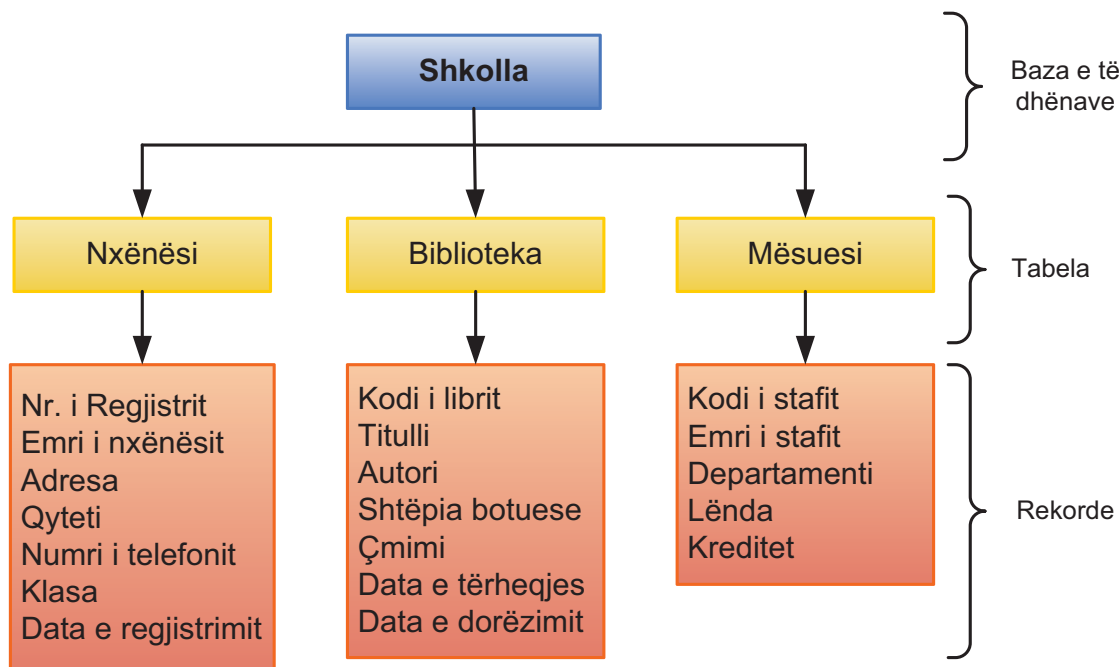 Shkolla
Baza e të
dhënave
Nxënësi
Biblioteka
Mësuesi
Tabela
Nr. i Regjistrit
Emri i nxënësit
Adresa
Qyteti
Numri i telefonit
Klasa
Data e regjistrimit
Kodi i librit
Titulli
Autori
Shtëpia botuese
Çmimi
Data e tërheqjes
Data e dorëzimit
Kodi i stafit
Emri i stafit
Departamenti
Lënda
Kreditet
Rekorde